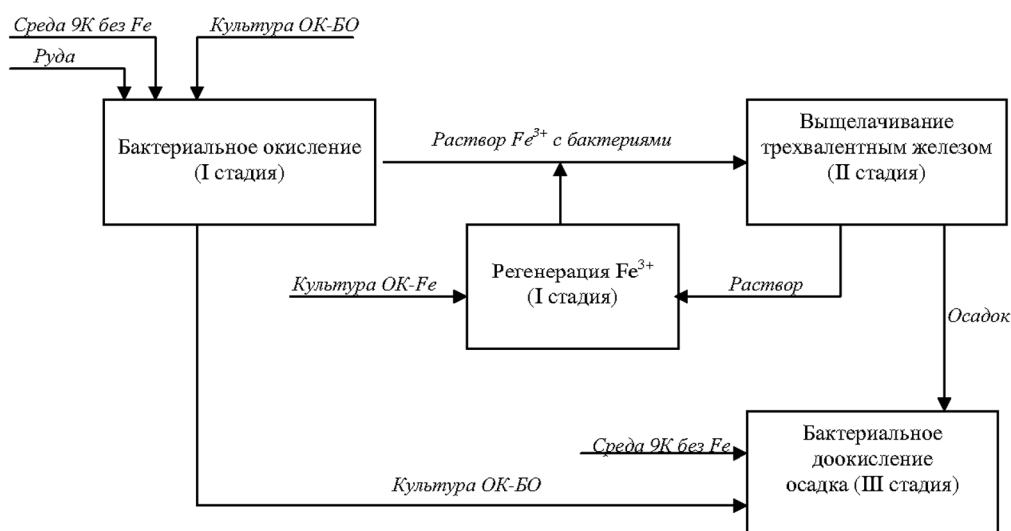 Среда 9К без Fe
Культура ОК-БО
Руда
Бактериальное окисление
(I стадия)
Раствор Fe³⁺ с бактериями
Выщелачивание
трехвалентным железом
(II стадия)
Культура ОК-Fe
Регенерация Fe³⁺
(I стадия)
Раствор
Осадок
Среда 9К без Fe
Бактериальное
доокисление
осадка (III стадия)
Культура ОК-БО